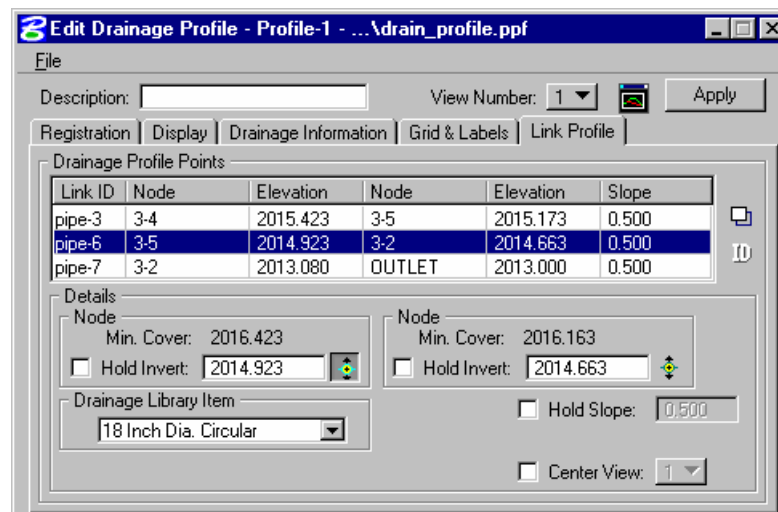 Edit Drainage Profile - Profile-1 - ...\drain_profile.ppf
File
Description: View Number: 1 Apply
Registration Display Drainage Information Grid & Labels Link Profile
Drainage Profile Points
Link ID Node Elevation Node Elevation Slope
pipe-3 3-4 2015.423 3-5 2015.173 0.500
pipe-6 3-5 2014.923 3-2 2014.663 0.500
pipe-7 3-2 2013.080 OUTLET 2013.000 0.500
ID
Details
Node Node
Min. Cover: 2016.423 Min. Cover: 2016.163
Hold Invert: 2014.923 Hold Invert: 2014.663
Drainage Library Item
18 Inch Dia. Circular Hold Slope: 0.500
Center View: 1